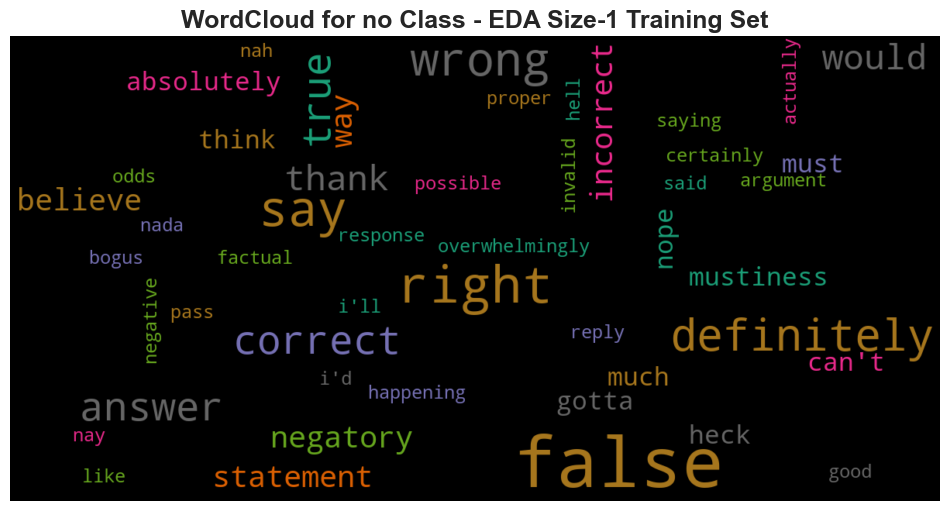 WordCloud for no Class - EDA Size-1 Training Set
nah
wrong
would
absolutely
true
way
proper
hell
incorrect
actually
think
saying
odds
thank
possible
invalid
certainly
must
said
argument
believe
say
nada
response
overwhelmingly
nope
bogus
factual
right
mustiness
negative
pass
i'll
correct
reply
definitely
can't
i'd
happening
much
answer
gotta
nay
negatory
heck
like
statement
false
good